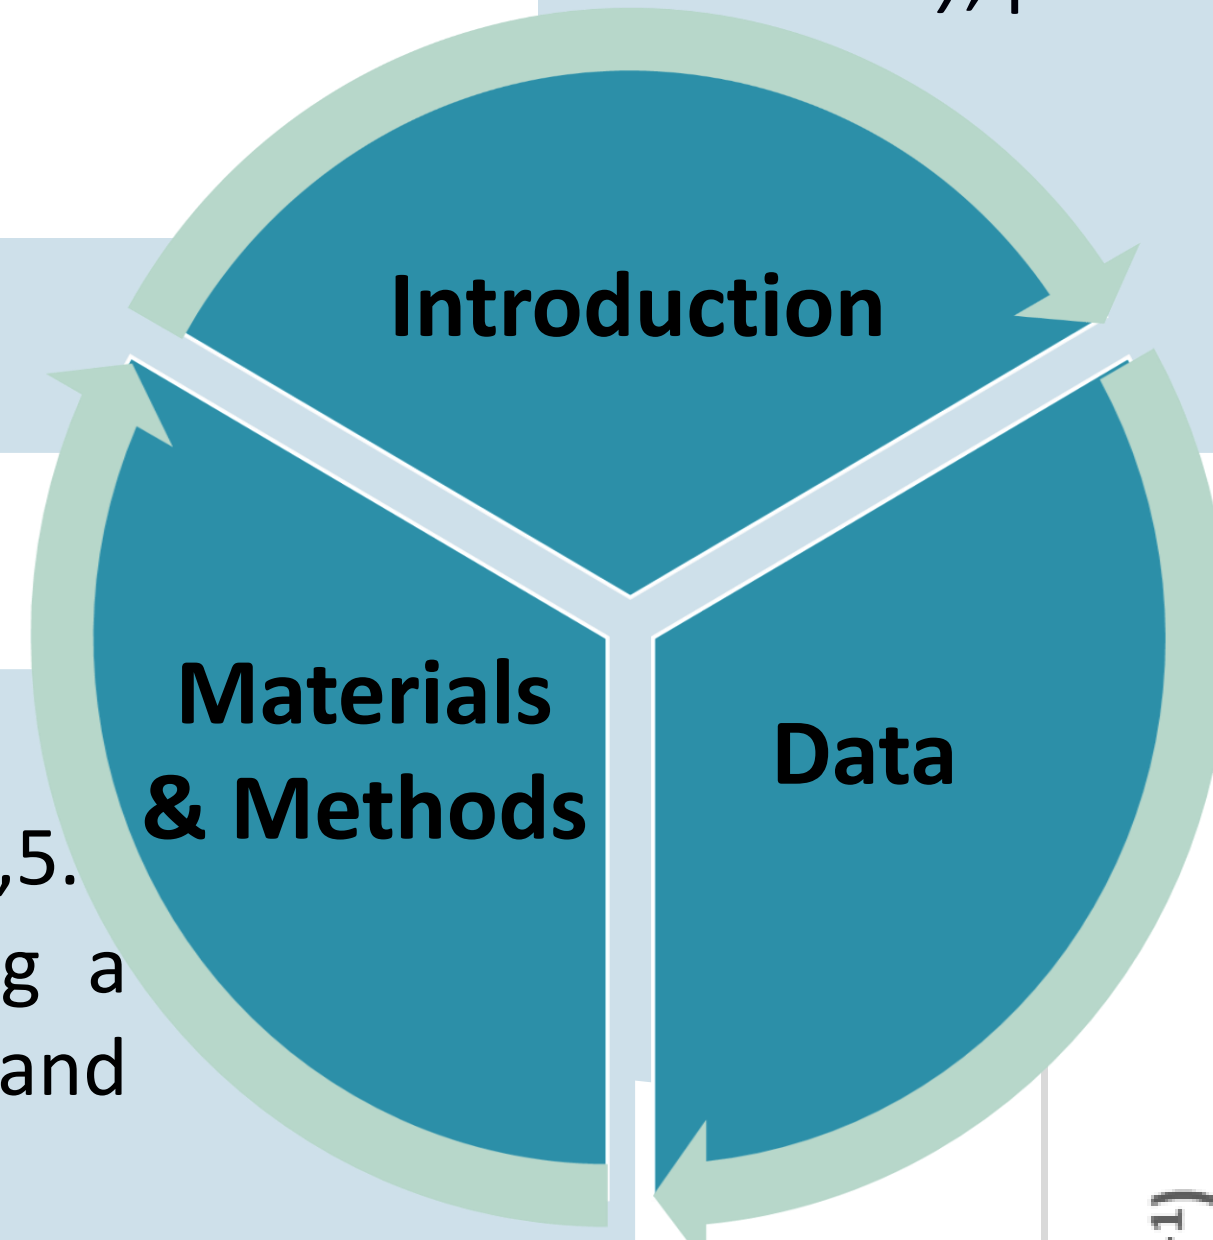 Introduction
Materials
& Methods
Data
,5.
g a
and